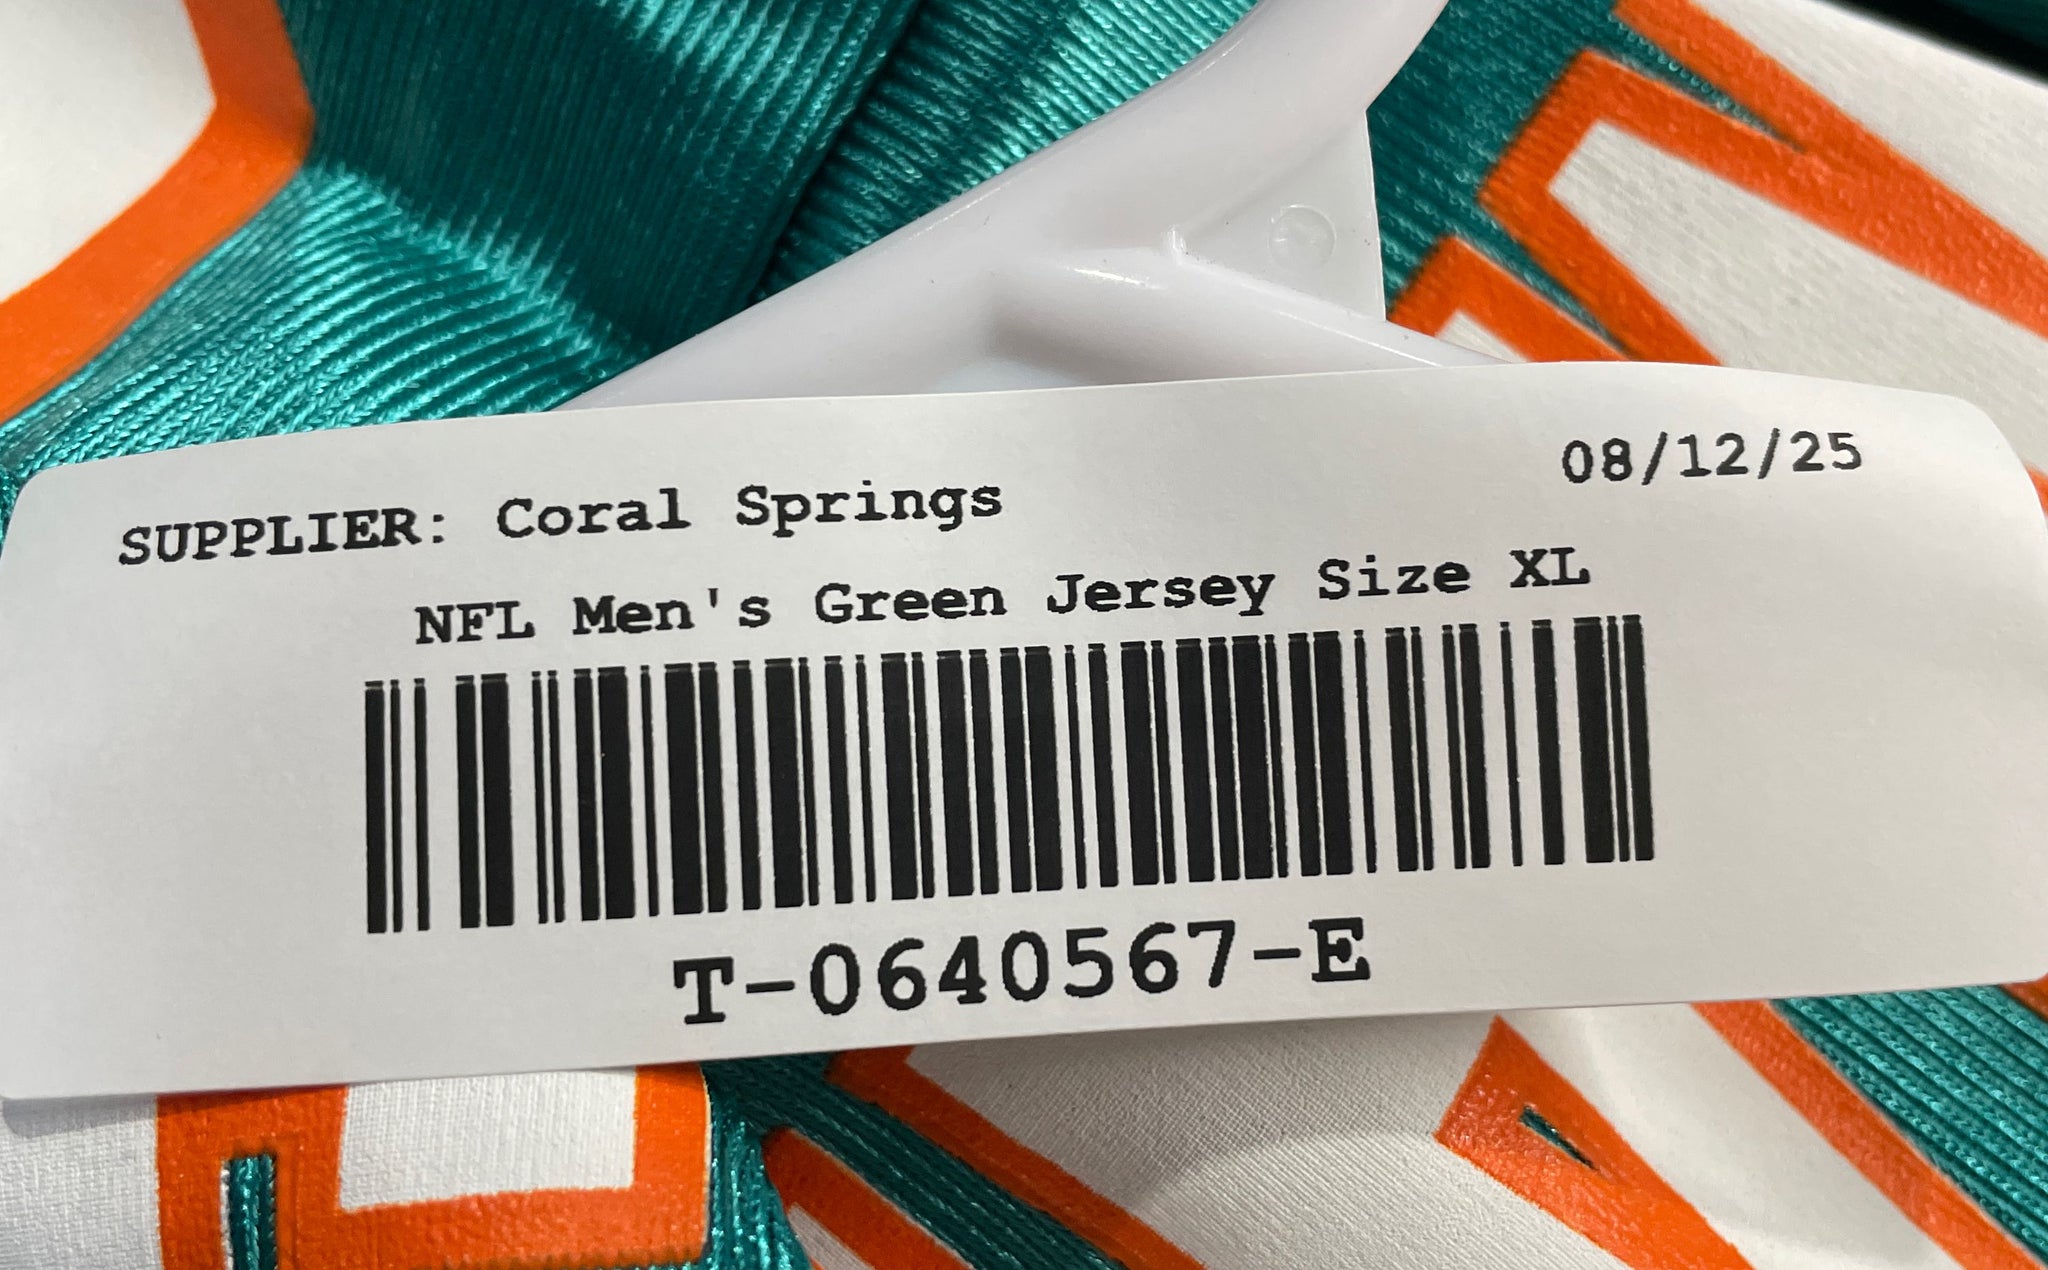 SUPPLIER: Coral Springs 08/12/25
NFL Men's Green Jersey Size XL
T-0640567-E